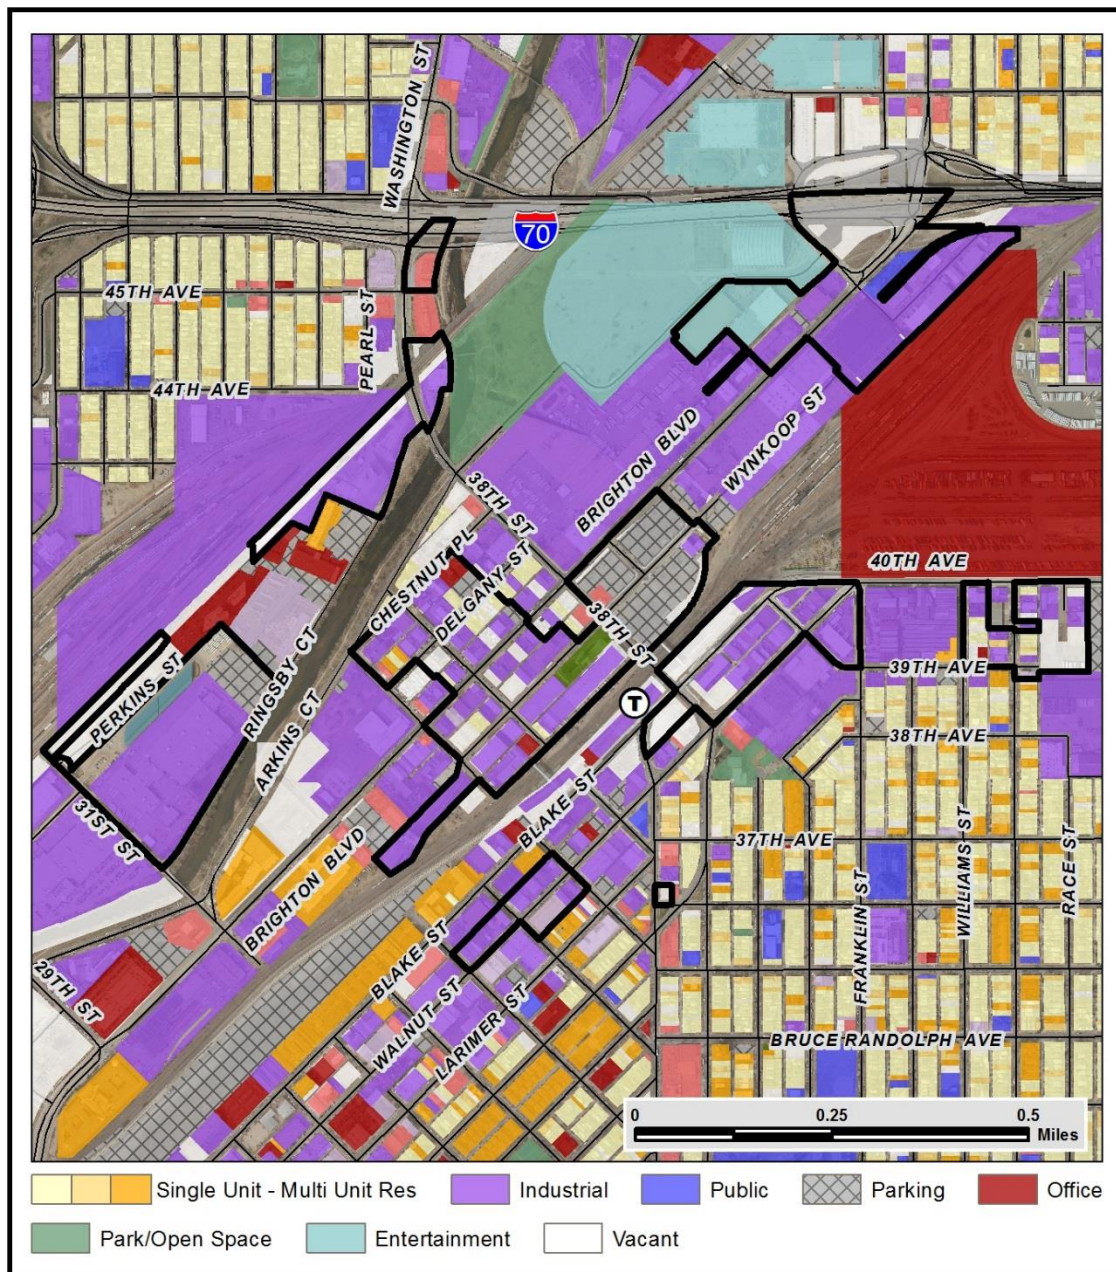 WASHINGTON ST
70
45TH AVE
PEARL ST
44TH AVE
BRIGHTON BLVD
WYNKOOP ST
38TH ST
CHESTNUT PL
DELGANY ST
40TH AVE
38TH ST
39TH AVE
PERKINS ST
RINGSBY CT
ARKINS CT
T
38TH AVE
31ST ST
BLAKE ST
37TH AVE
BRIGHTON BLVD
FRANKLIN ST
WILLIAMS ST
RACE ST
29TH ST
BLAKE ST
WALNUT ST
LARIMER ST
BRUCE RANDOLPH AVE
0 0.25 0.5
Miles
Single Unit - Multi Unit Res Industrial Public Parking Office
Park/Open Space Entertainment Vacant